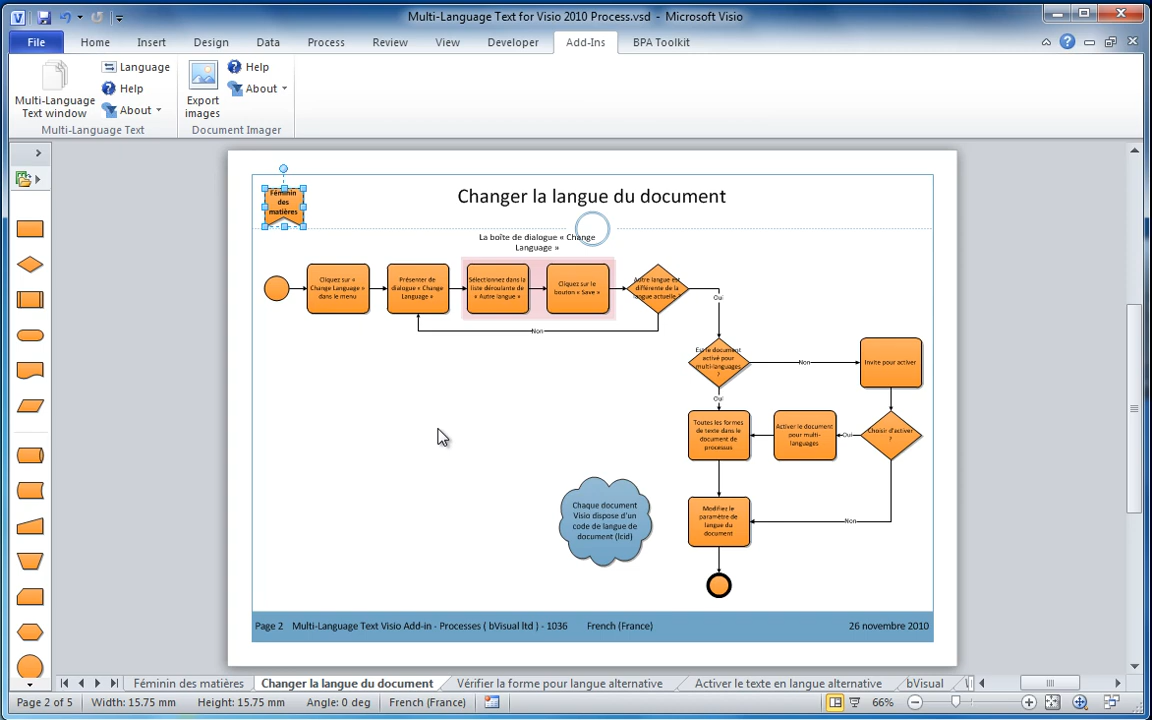 Multi-Language Text for Visio 2010 Process.vsd - Microsoft Visio
File Home Insert Design Data Process Review View Developer Add-Ins BPA Toolkit
Multi-Language
Text window
Language
Help
About
Multi-Language Text
Export
images
Help
About
Document Imager
Féminin
des
matières
Changer la langue du document
La boîte de dialogue « Change
Language »
Cliquez sur «
Change Language »
dans le menu
Présenter de
dialogue « Change
Language »
Sélectionnez dans la
liste déroulante de
« Autre langue »
Cliquez sur le
bouton « Save »
Autre langue est
différente de la
langue actuelle ?
Oui
Non
Est le document
activé pour
multi-languages
?
Non
Invite pour activer
Oui
Toutes les formes
de texte dans le
document de
processus
Activer le document
pour multi-
languages
Oui
Choisir d'activer
?
Chaque document
Visio dispose d'un
code de langue de
document (lcid)
Modifiez le
paramètre de
langue du
document
Non
Page 2 Multi-Language Text Visio Add-in - Processes ( bVisual ltd ) - 1036 French (France) 26 novembre 2010
Féminin des matières Changer la langue du document Vérifier la forme pour langue alternative Activer le texte en langue alternative bVisual
Page 2 of 5 Width: 15.75 mm Height: 15.75 mm Angle: 0 deg French (France) 66%